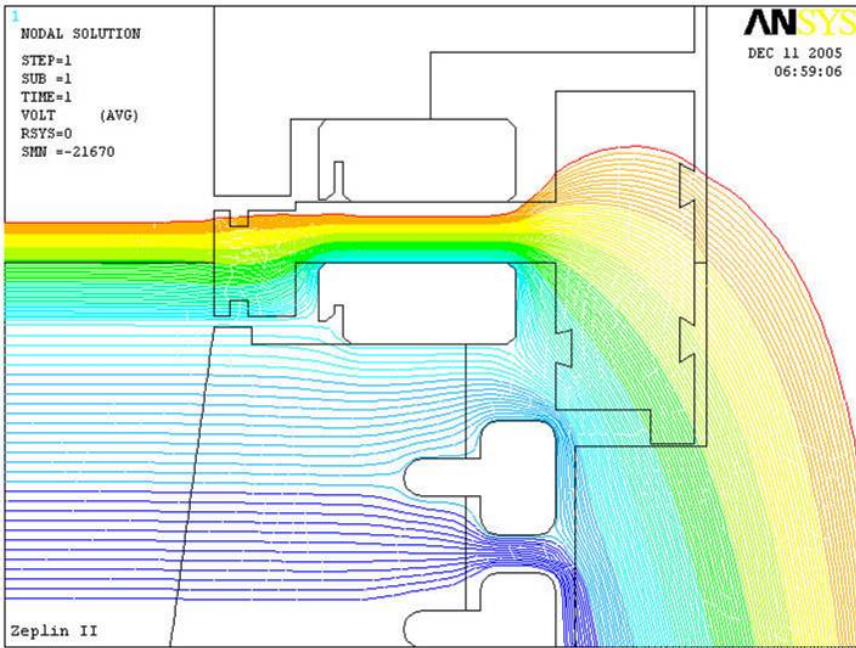 1
NODAL SOLUTION
STEP=1
SUB =1
TIME=1
VOLT (AVG)
RSYS=0
SMN =-21670
ANSYS
DEC 11 2005
06:59:06
Zeplin II